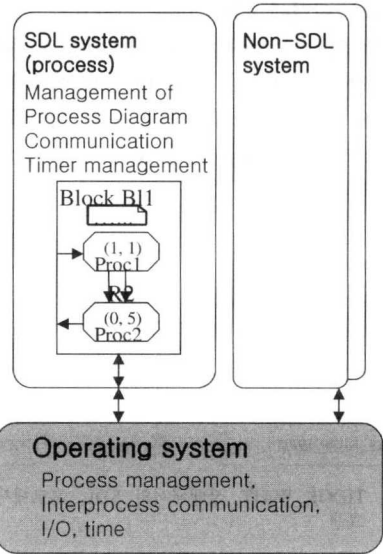 SDL system
(process)
Management of
Process Diagram
Communication
Timer management
Block Bl1
(1, 1)
Proc1
R2
(0, 5)
Proc2
Non-SDL
system
Operating system
Process management,
Interprocess communication,
I/O, time